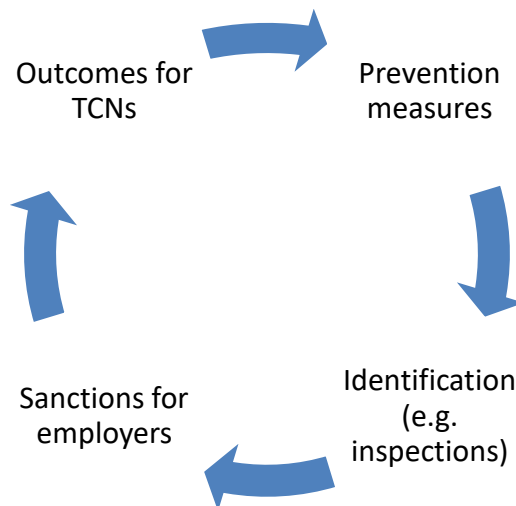 Outcomes for
TCNs
Prevention
measures
Identification
(e.g.
inspections)
Sanctions for
employers